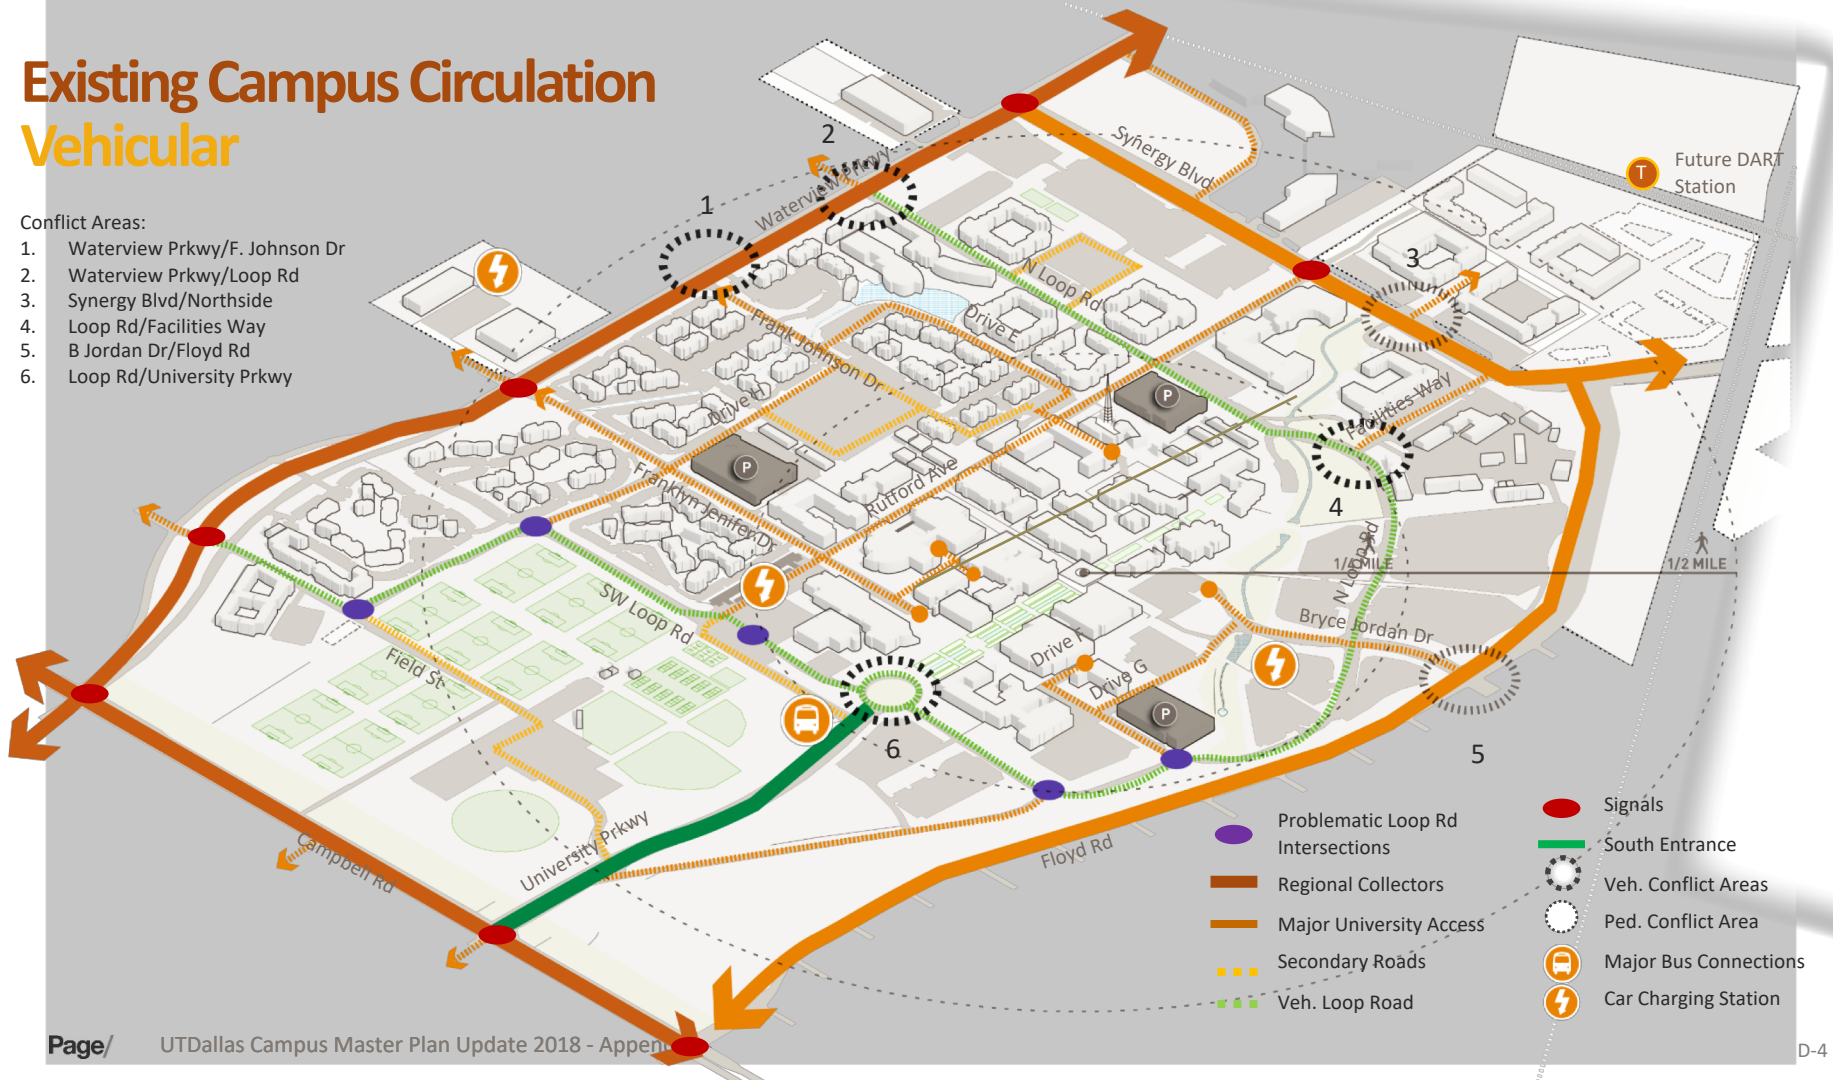 Existing Campus Circulation
Vehicular
Conflict Areas:
1. Waterview Prkwy/F. Johnson Dr
2. Waterview Prkwy/Loop Rd
3. Synergy Blvd/Northside
4. Loop Rd/Facilities Way
5. B Jordan Dr/Floyd Rd
6. Loop Rd/University Prkwy
2
1
Waterview Prkwy
Synergy Blvd
T
Future DART
Station
3
N Loop Rd
Drive E
Frank Johnson Dr
Drive H
P
Facilities Way
P
Rutford Ave
Franklyn Jenifer Dr
4
N Loop Rd
1/4 MILE
1/2 MILE
SW Loop Rd
Bryce Jordan Dr
Drive F
Drive G
Field St
P
6
5
University Prkwy
Campbell Rd
Floyd Rd
Problematic Loop Rd
Intersections
Regional Collectors
Major University Access
Secondary Roads
Veh. Loop Road
Signals
South Entrance
Veh. Conflict Areas
Ped. Conflict Area
Major Bus Connections
Car Charging Station
Page/
UTDallas Campus Master Plan Update 2018 - Appen
D-4